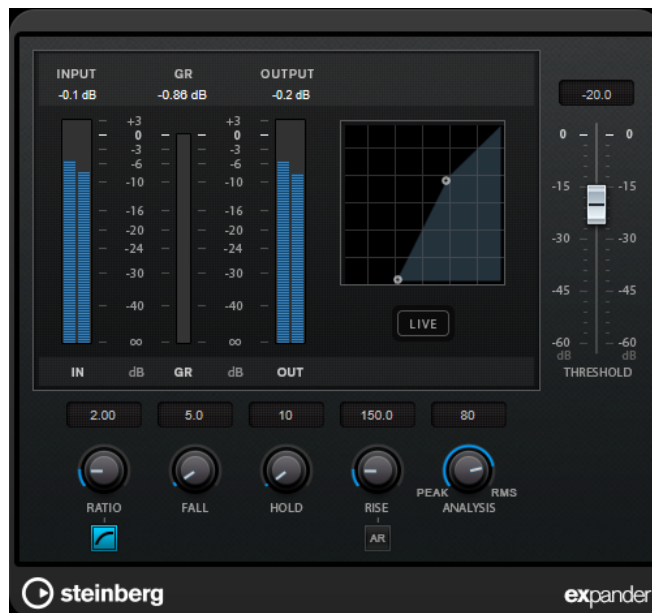 INPUT GR OUTPUT
-0.1 dB -0.86 dB -0.2 dB
-20.0
+3 +3
0 0
-3 -3
-6 -6
-10 -10
-16 -16
-20 -20
-24 -24
-30 -30
-40 -40
∞ ∞
0 0
-15 -15
-30 -30
-45 -45
-60 -60
dB dB
THRESHOLD
LIVE
IN dB GR dB OUT
2.00 5.0 10 150.0 80
PEAK RMS
RATIO FALL HOLD RISE ANALYSIS
AR
steinberg expander